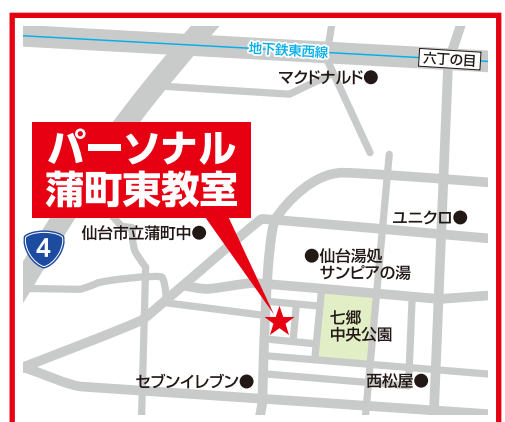 地下鉄東西線
六丁の目
マクドナルド
パーソナル
蒲町東教室
ユニクロ
仙台市立蒲町中
4
仙台湯処
サンピアの湯
七郷
中央公園
セブンイレブン
西松屋